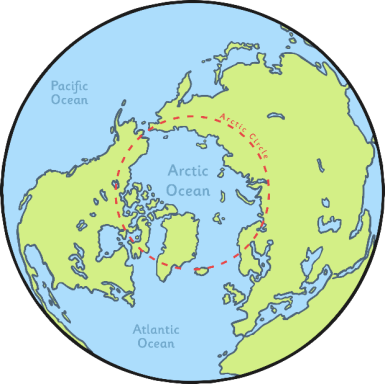 Pacific
Ocean
Arctic Circle
Arctic
Ocean
Atlantic
Ocean